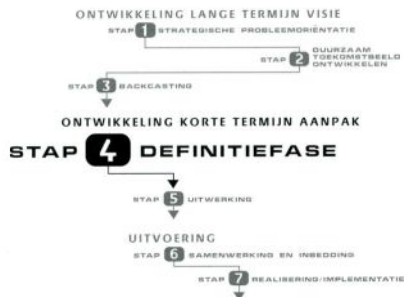 ONTWIKKELING LANGE TERMIJN VISIE
STAP 1 STRATEGISCHE PROBLEEMORIËNTATIE
STAP 2 DUURZAAM TOEKOMSTBEELD ONTWIKKELEN
STAP 3 BACKCASTING
ONTWIKKELING KORTE TERMIJN AANPAK
STAP 4 DEFINITIEFASE
STAP 5 UITWERKING
UITVOERING
STAP 6 SAMENWERKING EN INBEDDING
STAP 7 REALISERING/IMPLEMENTATIE